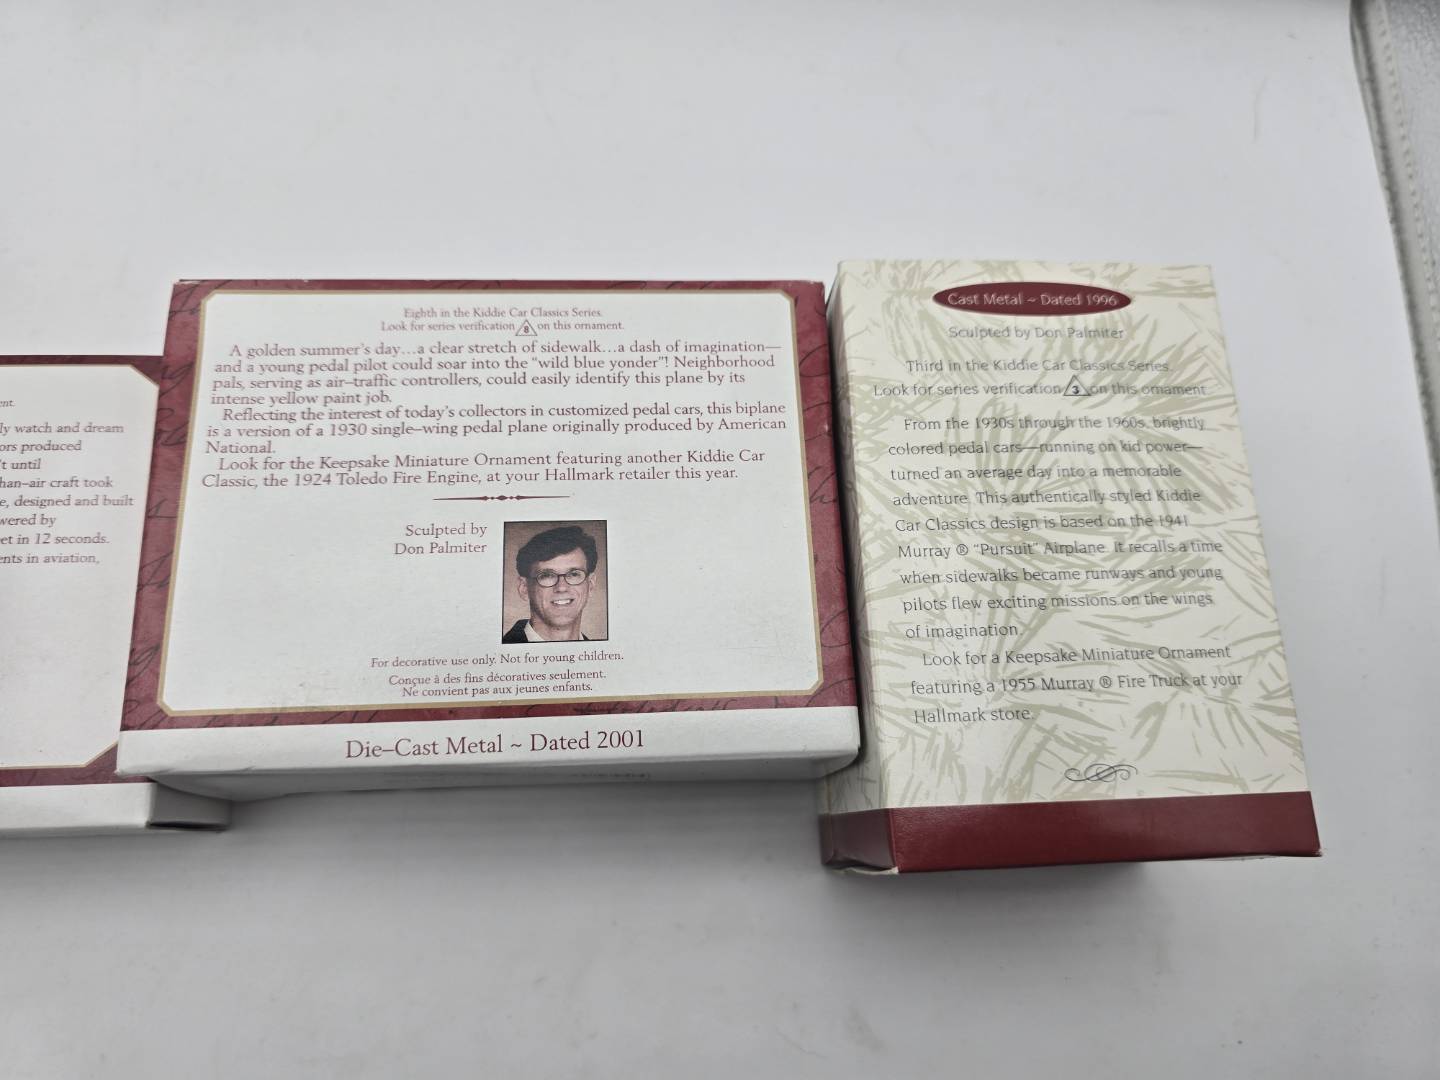 ent.
ly watch and dream
ors produced
't until
han–air craft took
e, designed and built
wered by
et in 12 seconds.
ents in aviation,
Eighth in the Kiddie Car Classics Series.
Look for series verification 8 on this ornament.
A golden summer's day…a clear stretch of sidewalk…a dash of imagination—
and a young pedal pilot could soar into the "wild blue yonder"! Neighborhood
pals, serving as air–traffic controllers, could easily identify this plane by its
intense yellow paint job.
Reflecting the interest of today's collectors in customized pedal cars, this biplane
is a version of a 1930 single–wing pedal plane originally produced by American
National.
Look for the Keepsake Miniature Ornament featuring another Kiddie Car
Classic, the 1924 Toledo Fire Engine, at your Hallmark retailer this year.
Sculpted by
Don Palmiter
For decorative use only. Not for young children.
Conçue à des fins décoratives seulement.
Ne convient pas aux jeunes enfants.
Die–Cast Metal ~ Dated 2001
Cast Metal ~ Dated 1996
Sculpted by Don Palmiter
Third in the Kiddie Car Classics Series.
Look for series verification 3 on this ornament.
From the 1930s through the 1960s, brightly
colored pedal cars—running on kid power—
turned an average day into a memorable
adventure. This authentically styled Kiddie
Car Classics design is based on the 1941
Murray ® "Pursuit" Airplane. It recalls a time
when sidewalks became runways and young
pilots flew exciting missions on the wings
of imagination.
Look for a Keepsake Miniature Ornament
featuring a 1955 Murray ® Fire Truck at your
Hallmark store.